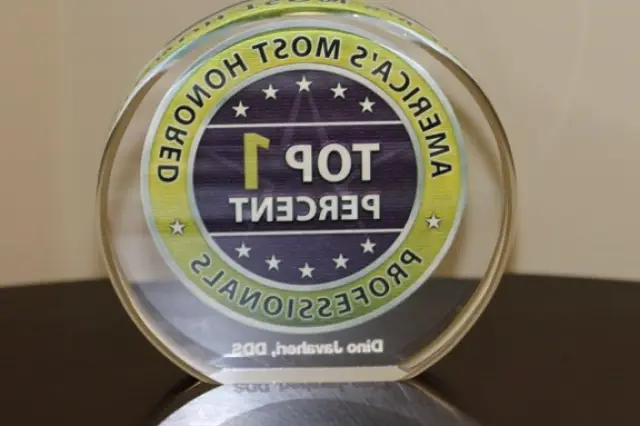 AMERICA'S MOST HONORED
TOP 1
PERCENT
PROFESSIONALS
Dino Javaheri, DDS